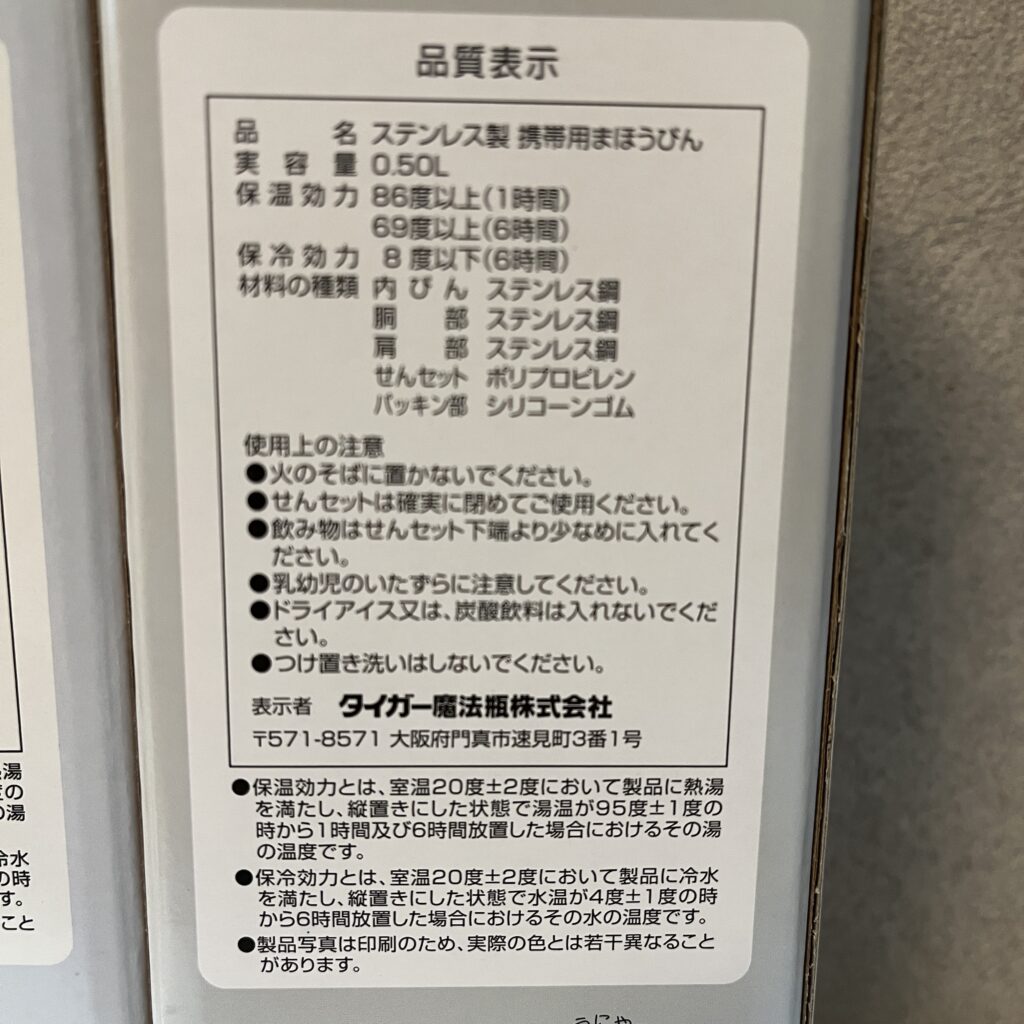 品質表示
品名 ステンレス製 携帯用まほうびん
実容量 0.50L
保温効力 86度以上(1時間)
69度以上(6時間)
保冷効力 8度以下(6時間)
材料の種類 内びん ステンレス鋼
胴部 ステンレス鋼
肩部 ステンレス鋼
せんセット ポリプロピレン
パッキン部 シリコーンゴム
使用上の注意
●火のそばに置かないでください。
●せんセットは確実に閉めてご使用ください。
●飲み物はせんセット下端より少なめに入れてく
ださい。
●乳幼児のいたずらに注意してください。
●ドライアイス又は、炭酸飲料は入れないでくだ
さい。
●つけ置き洗いはしないでください。
表示者 タイガー魔法瓶株式会社
〒571-8571 大阪府門真市速見町3番1号
●保温効力とは、室温20度±2度において製品に熱湯
を満たし、縦置きにした状態で湯温が95度±1度の
時から1時間及び6時間放置した場合におけるその湯
の温度です。
●保冷効力とは、室温20度±2度において製品に冷水
を満たし、縦置きにした状態で水温が4度±1度の時
から6時間放置した場合におけるその水の温度です。
●製品写真は印刷のため、実際の色とは若干異なること
があります。
湯
度の
の湯
冷水
の時
す。
こと
うにや